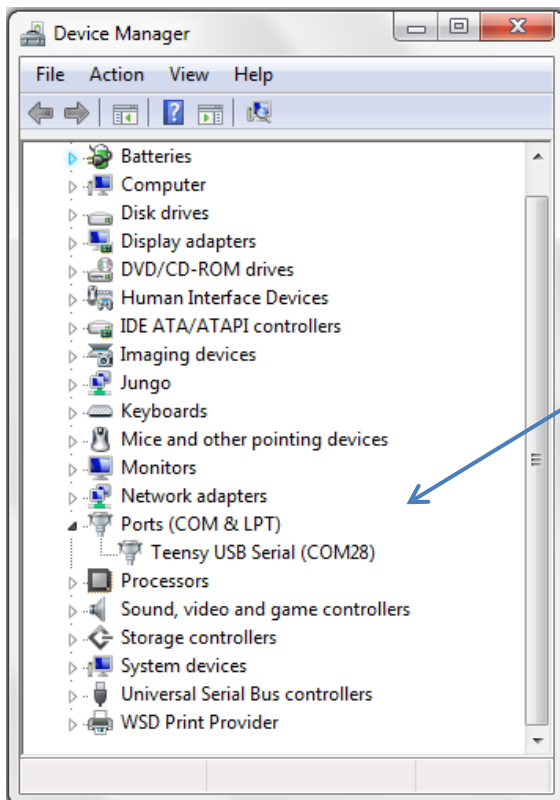 Device Manager
File Action View Help
Batteries
Computer
Disk drives
Display adapters
DVD/CD-ROM drives
Human Interface Devices
IDE ATA/ATAPI controllers
Imaging devices
Jungo
Keyboards
Mice and other pointing devices
Monitors
Network adapters
Ports (COM & LPT)
Teensy USB Serial (COM28)
Processors
Sound, video and game controllers
Storage controllers
System devices
Universal Serial Bus controllers
WSD Print Provider